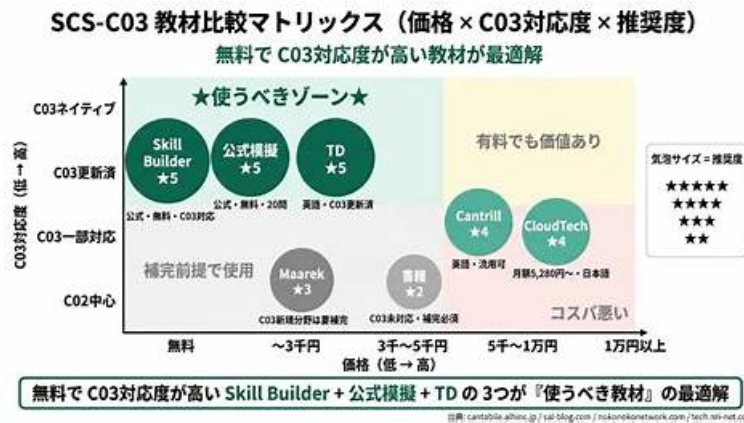 SCS-C03 教材比較マトリックス（価格 × C03対応度 × 推奨度）
無料で C03対応度が高い教材が最適解
C03対応度（低 → 高）
C03ネイティブ
C03更新済
C03一部対応
C02中心
★使うべきゾーン★
有料でも価値あり
補完前提で使用
コスパ悪い
Skill
Builder
★5
公式・無料・C03対応
公式模擬
★5
公式・無料・20問
TD
★5
英語・C03更新済
Cantrill
★4
英語・流用可
CloudTech
★4
月額5,280円〜・日本語
Maarek
★3
C03新規分野は要補完
書籍
★2
C03未対応・補完必須
気泡サイズ = 推奨度
★★★★★
★★★★
★★★
★★
無料
〜3千円
3千〜5千円
5千〜1万円
1万円以上
価格（低 → 高）
無料で C03対応度が高い Skill Builder + 公式模擬 + TD の 3つが『使うべき教材』の最適解